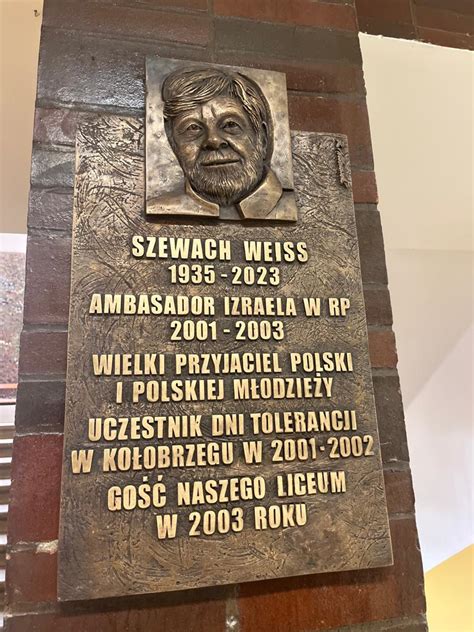 SZEWACH WEISS
1935-2023
AMBASADOR IZRAELA W RP
2001-2003
WIELKI PRZYJACIEL POLSKI
I POLSKIEJ MŁODZIEŻY
UCZESTNIK DNI TOLERANCJI
W KOŁOBRZEGU W 2001-2002
GOŚĆ NASZEGO LICEUM
W 2003 ROKU